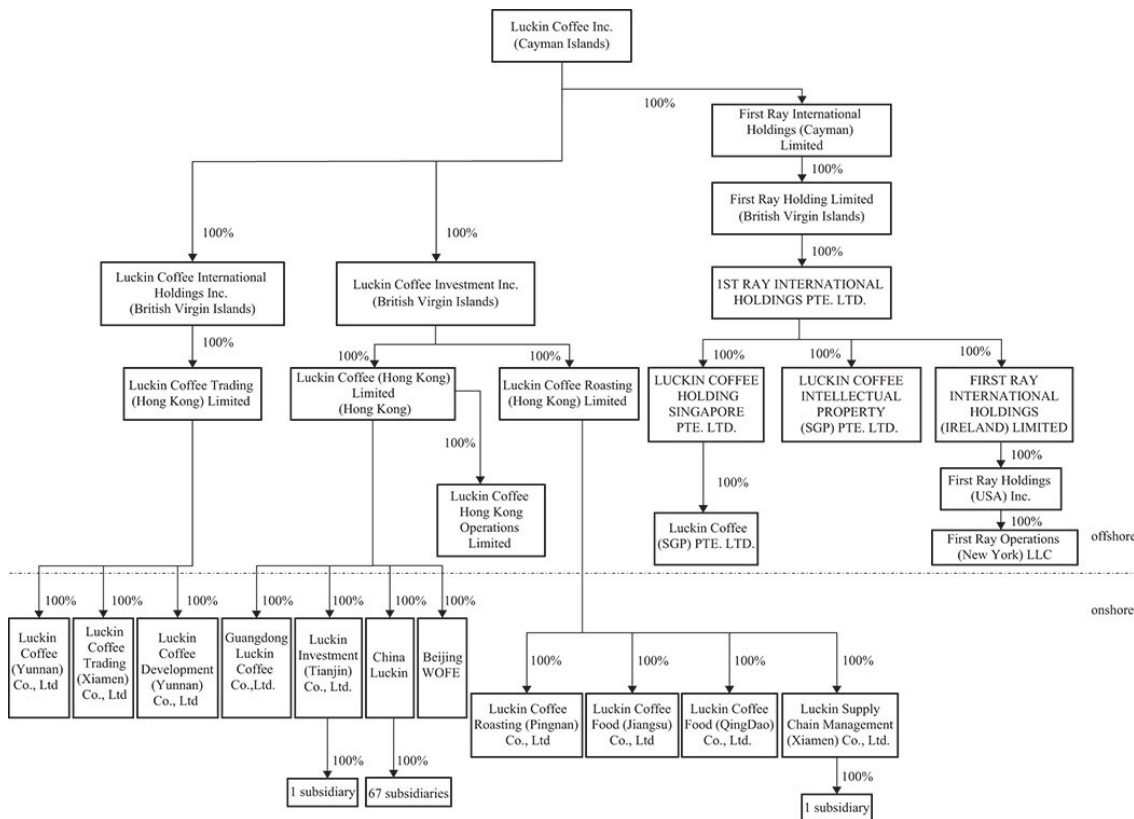 Luckin Coffee Inc.
(Cayman Islands)
100%
First Ray International
Holdings (Cayman)
Limited
100%
First Ray Holding Limited
(British Virgin Islands)
100%
100%
100%
Luckin Coffee International
Holdings Inc.
(British Virgin Islands)
Luckin Coffee Investment Inc.
(British Virgin Islands)
1ST RAY INTERNATIONAL
HOLDINGS PTE. LTD.
100%
100%
100%
100%
100%
100%
Luckin Coffee Trading
(Hong Kong) Limited
Luckin Coffee (Hong Kong)
Limited
(Hong Kong)
Luckin Coffee Roasting
(Hong Kong) Limited
LUCKIN COFFEE
HOLDING
SINGAPORE
PTE. LTD.
LUCKIN COFFEE
INTELLECTUAL
PROPERTY
(SGP) PTE. LTD.
FIRST RAY
INTERNATIONAL
HOLDINGS
(IRELAND) LIMITED
100%
100%
100%
Luckin Coffee
Hong Kong
Operations
Limited
First Ray Holdings
(USA) Inc.
100%
Luckin Coffee
(SGP) PTE. LTD.
First Ray Operations
(New York) LLC
offshore
onshore
100%
100%
100%
100%
100%
100%
100%
Luckin
Coffee
(Yunnan)
Co., Ltd
Luckin
Coffee
Trading
(Xiamen)
Co., Ltd
Luckin
Coffee
Development
(Yunnan)
Co., Ltd
Guangdong
Luckin
Coffee
Co.,Ltd.
Luckin
Investment
(Tianjin)
Co., Ltd.
China
Luckin
Beijing
WOFE
100%
100%
100%
100%
Luckin Coffee
Roasting (Pingnan)
Co., Ltd
Luckin Coffee
Food (Jiangsu)
Co., Ltd
Luckin Coffee
Food (QingDao)
Co., Ltd.
Luckin Supply
Chain Management
(Xiamen) Co., Ltd.
100%
100%
100%
1 subsidiary
67 subsidiaries
1 subsidiary